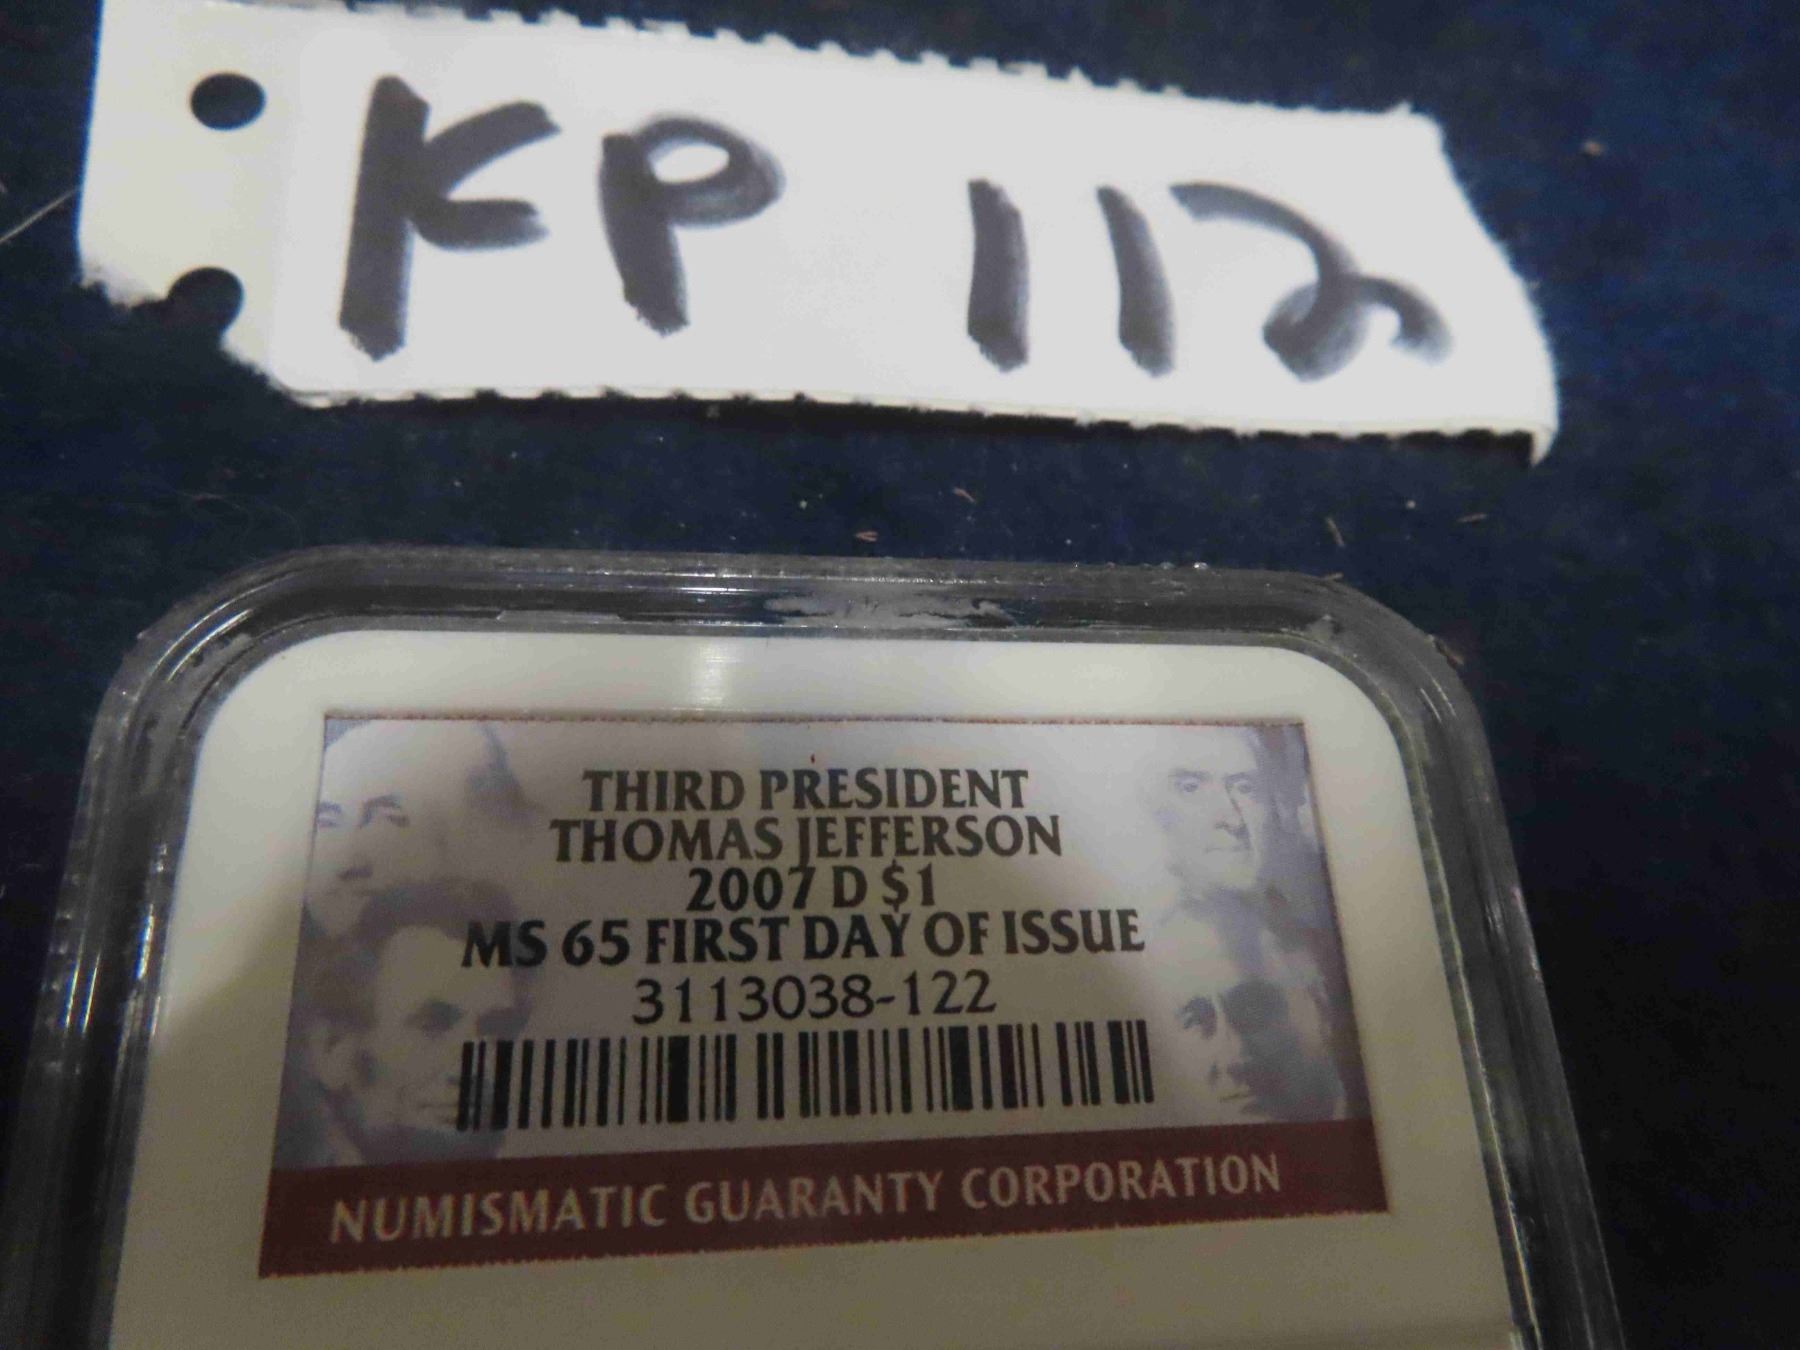 KP 112
THIRD PRESIDENT
THOMAS JEFFERSON
2007 D $1
MS 65 FIRST DAY OF ISSUE
3113038-122
NUMISMATIC GUARANTY CORPORATION